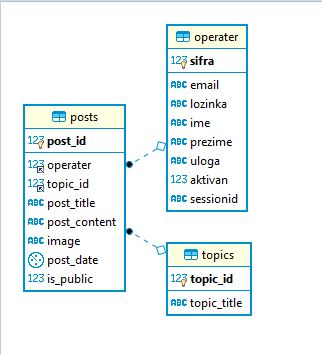 operater
123 sifra
ABC email
ABC lozinka
ABC ime
ABC prezime
ABC uloga
123 aktivan
ABC sessionid
posts
123 post_id
123 operater
123 topic_id
ABC post_title
ABC post_content
ABC image
post_date
123 is_public
topics
123 topic_id
ABC topic_title